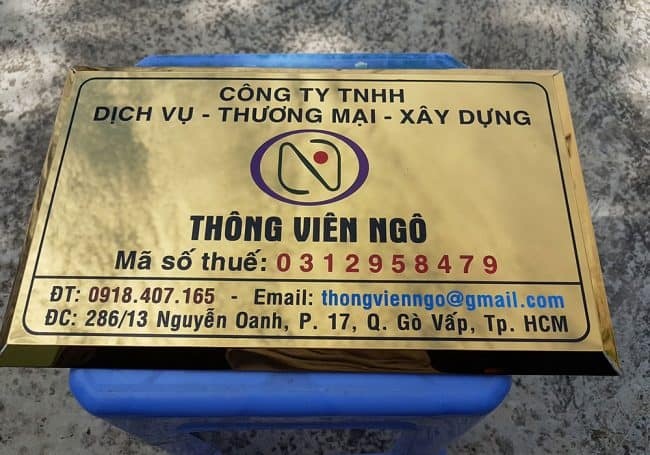 CÔNG TY TNHH
DỊCH VỤ - THƯƠNG MẠI - XÂY DỰNG
N
THÔNG VIÊN NGÔ
Mã số thuế: 0312958479
ĐT: 0918.407.165 - Email: thongvienngo@gmail.com
ĐC: 286/13 Nguyễn Oanh, P. 17, Q. Gò Vấp, Tp. HCM